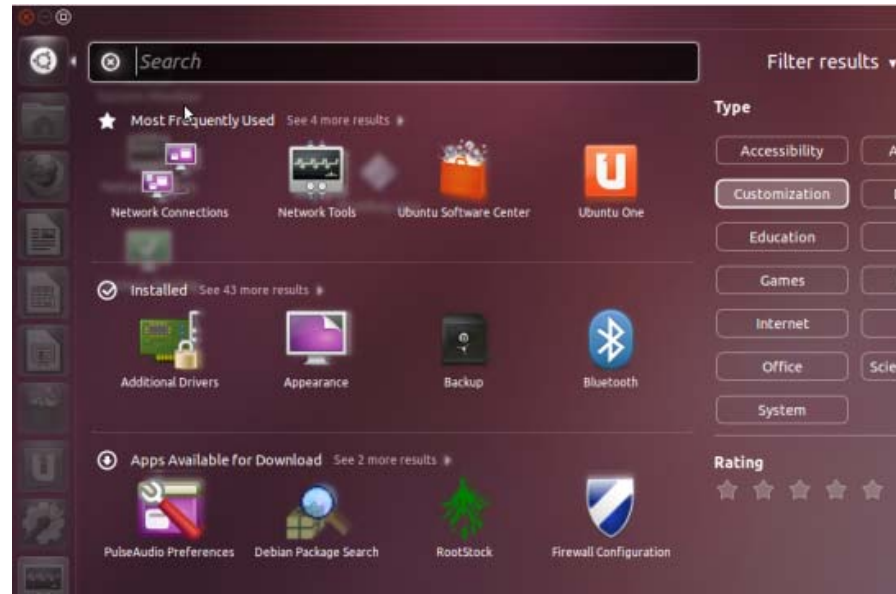 Search
Filter results
Most Frequently Used See 4 more results
Network Connections
Network Tools
Ubuntu Software Center
Ubuntu One
Installed See 43 more results
Additional Drivers
Appearance
Backup
Bluetooth
Apps Available for Download See 2 more results
PulseAudio Preferences
Debian Package Search
RootStock
Firewall Configuration
Type
Accessibility
A
Customization
Education
Games
Internet
Office
Scie
System
Rating